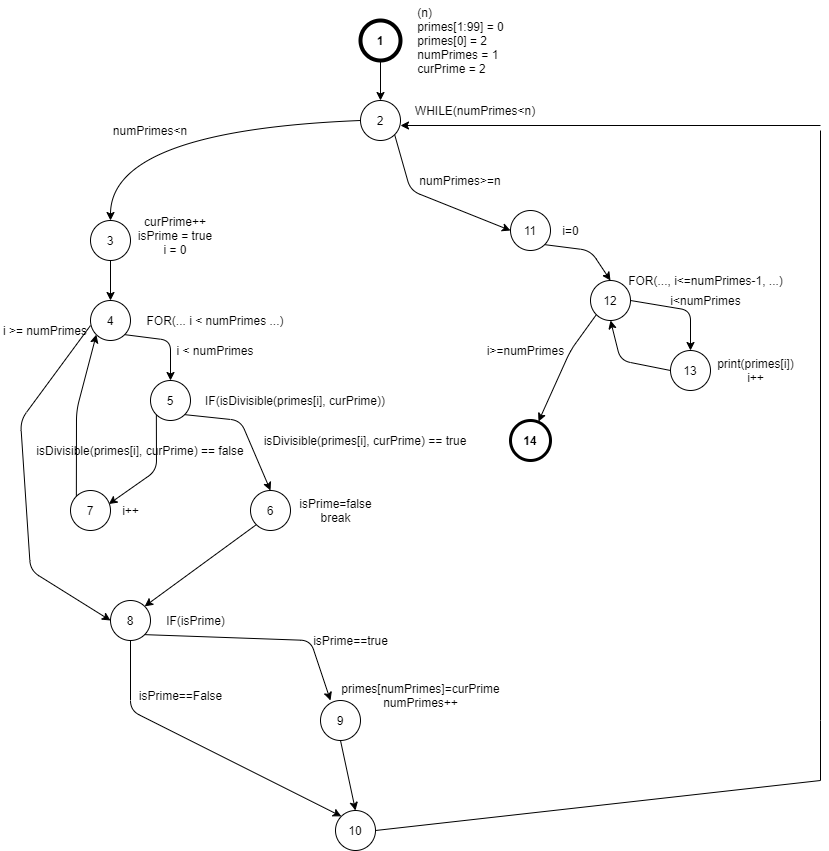 (n)
primes[1:99] = 0
primes[0] = 2
numPrimes = 1
curPrime = 2
1
WHILE(numPrimes<n)
2
numPrimes<n
numPrimes>=n
11
i=0
curPrime++
isPrime = true
i = 0
3
FOR(..., i<=numPrimes-1, ...)
12
i<numPrimes
4
FOR(... i < numPrimes ...)
i >= numPrimes
i < numPrimes
i>=numPrimes
13
print(primes[i])
i++
5
IF(isDivisible(primes[i], curPrime))
isDivisible(primes[i], curPrime) == true
14
isDivisible(primes[i], curPrime) == false
7
i++
6
isPrime=false
break
8
IF(isPrime)
isPrime==true
isPrime==False
primes[numPrimes]=curPrime
numPrimes++
9
10